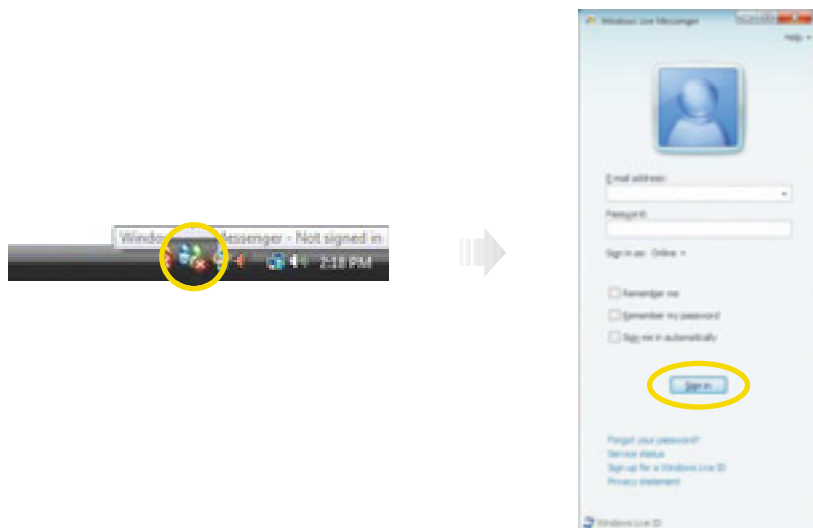 Windows Live Messenger
Help
Messenger - Not signed in
2:18 PM
E-mail address:
Password:
Sign in as: Online
Remember me
Remember my password
Sign me in automatically
Sign in
Forgot your password?
Service status
Sign up for a Windows Live ID
Privacy statement
Windows Live ID